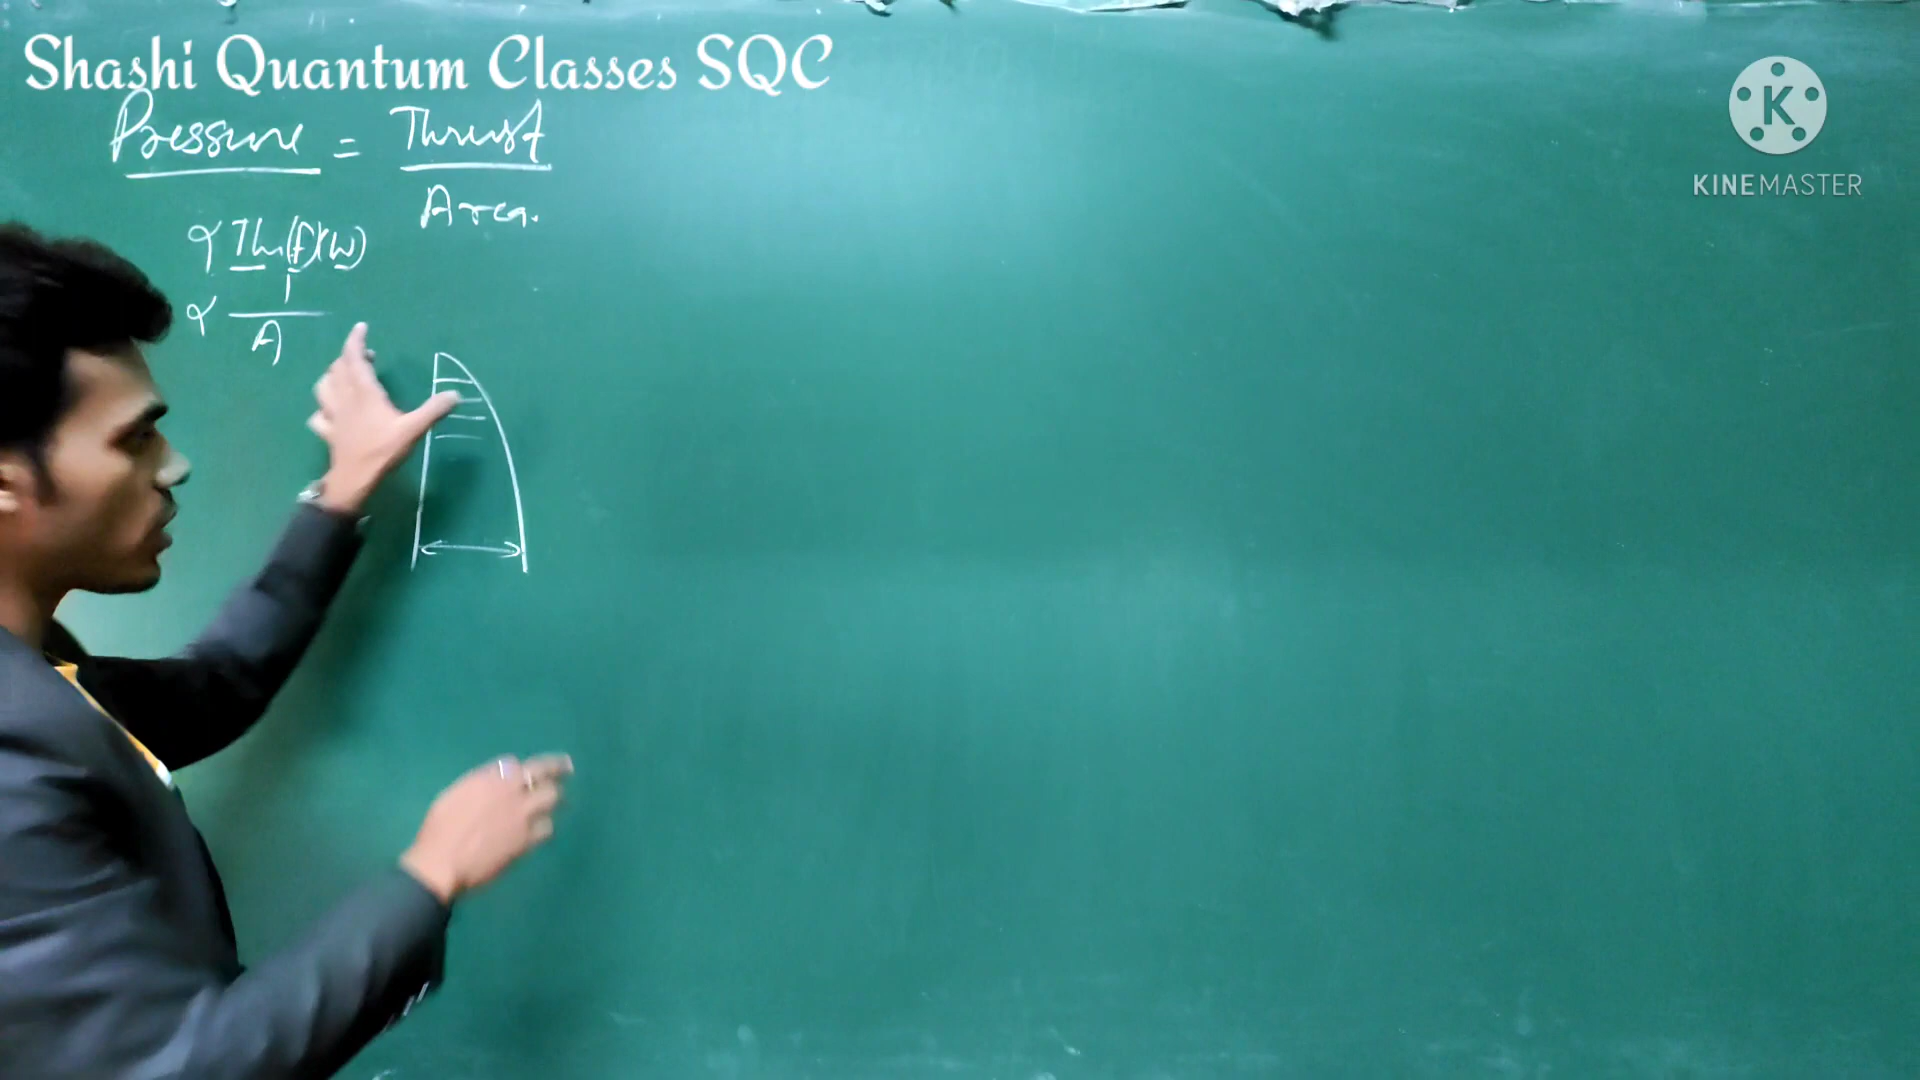 Shashi Quantum Classes SQC
K
KINEMASTER
Pressure = Thrust
Area.
∝ Th(F)(W)
∝ 1
A